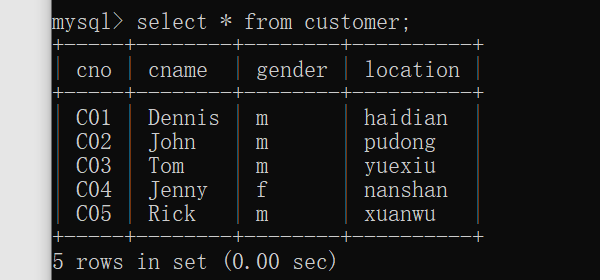 mysql> select * from customer;
+-----+--------+--------+----------+
| cno | cname  | gender | location |
+-----+--------+--------+----------+
| C01 | Dennis | m      | haidian  |
| C02 | John   | m      | pudong   |
| C03 | Tom    | m      | yuexiu   |
| C04 | Jenny  | f      | nanshan  |
| C05 | Rick   | m      | xuanwu   |
+-----+--------+--------+----------+
5 rows in set (0.00 sec)